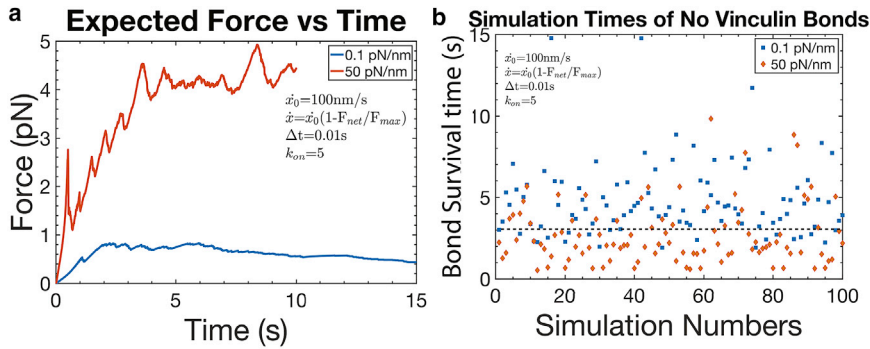 a
Expected Force vs Time
5
4
3
2
1
0
Force (pN)
0.1 pN/nm
50 pN/nm
ẋ₀=100nm/s
ẋ=ẋ₀(1-Fₙₑₜ/Fₘₐₓ)
Δt=0.01s
kₒₙ=5
0 5 10 15
Time (s)
b
Simulation Times of No Vinculin Bonds
15
10
5
0
Bond Survival time (s)
ẋ₀=100nm/s
ẋ=ẋ₀(1-Fₙₑₜ/Fₘₐₓ)
Δt=0.01s
kₒₙ=5
0.1 pN/nm
50 pN/nm
0 20 40 60 80 100
Simulation Numbers